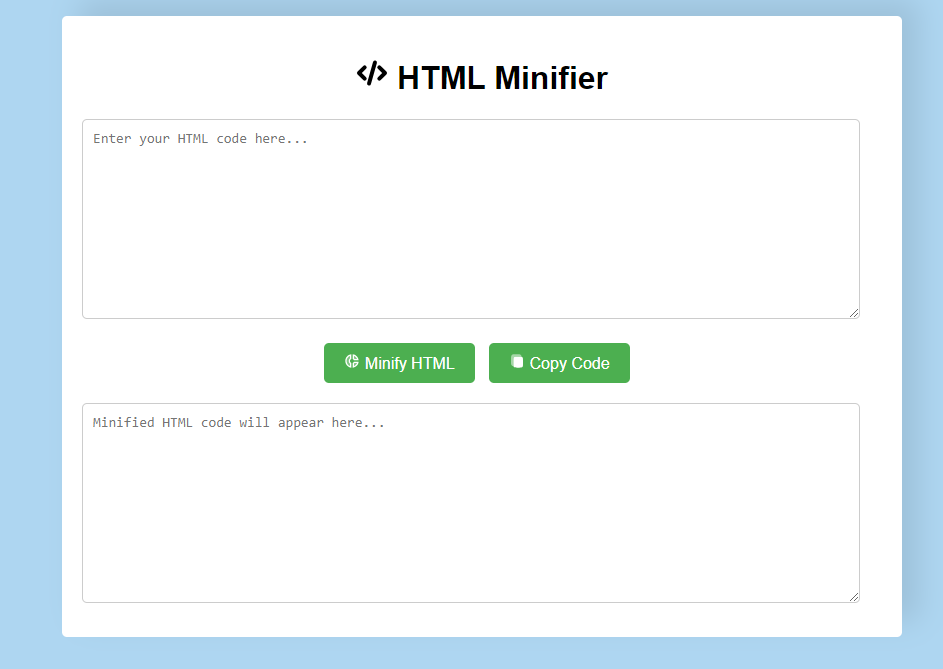 </> HTML Minifier
Enter your HTML code here...
Minify HTML
Copy Code
Minified HTML code will appear here...